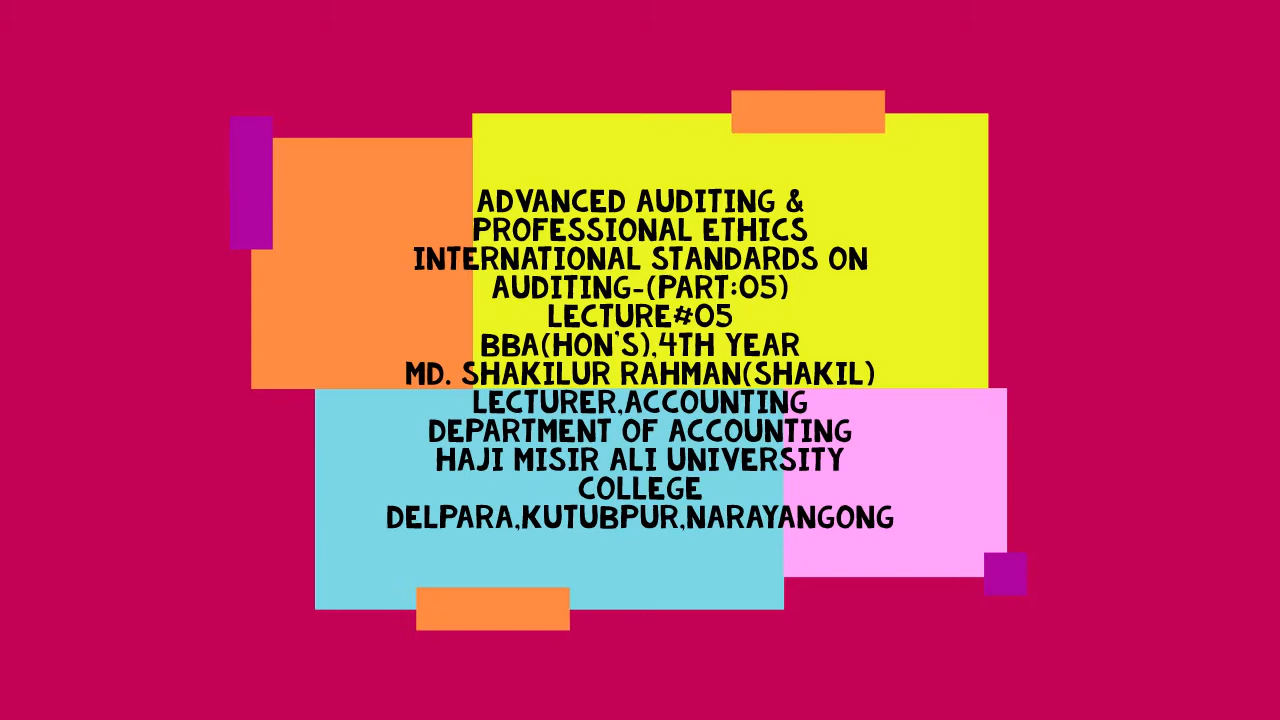 ADVANCED AUDITING &
PROFESSIONAL ETHICS
INTERNATIONAL STANDARDS ON
AUDITING-(PART:05)
LECTURE#05
BBA(HON'S),4TH YEAR
MD. SHAKILUR RAHMAN(SHAKIL)
LECTURER,ACCOUNTING
DEPARTMENT OF ACCOUNTING
HAJI MISIR ALI UNIVERSITY
COLLEGE
DELPARA,KUTUBPUR,NARAYANGONG